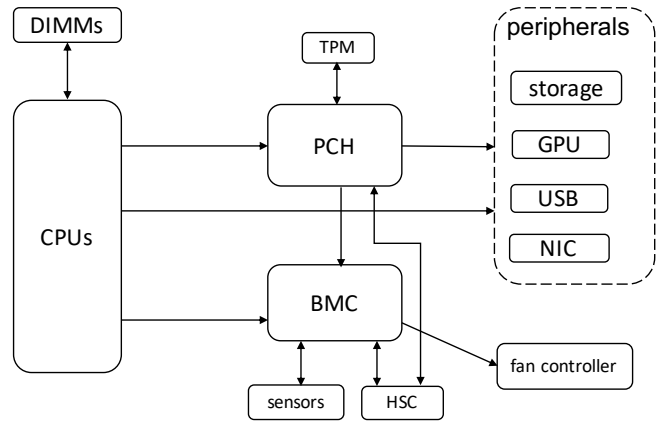 DIMMs
TPM
peripherals
storage
PCH
GPU
USB
CPUs
NIC
BMC
fan controller
sensors
HSC